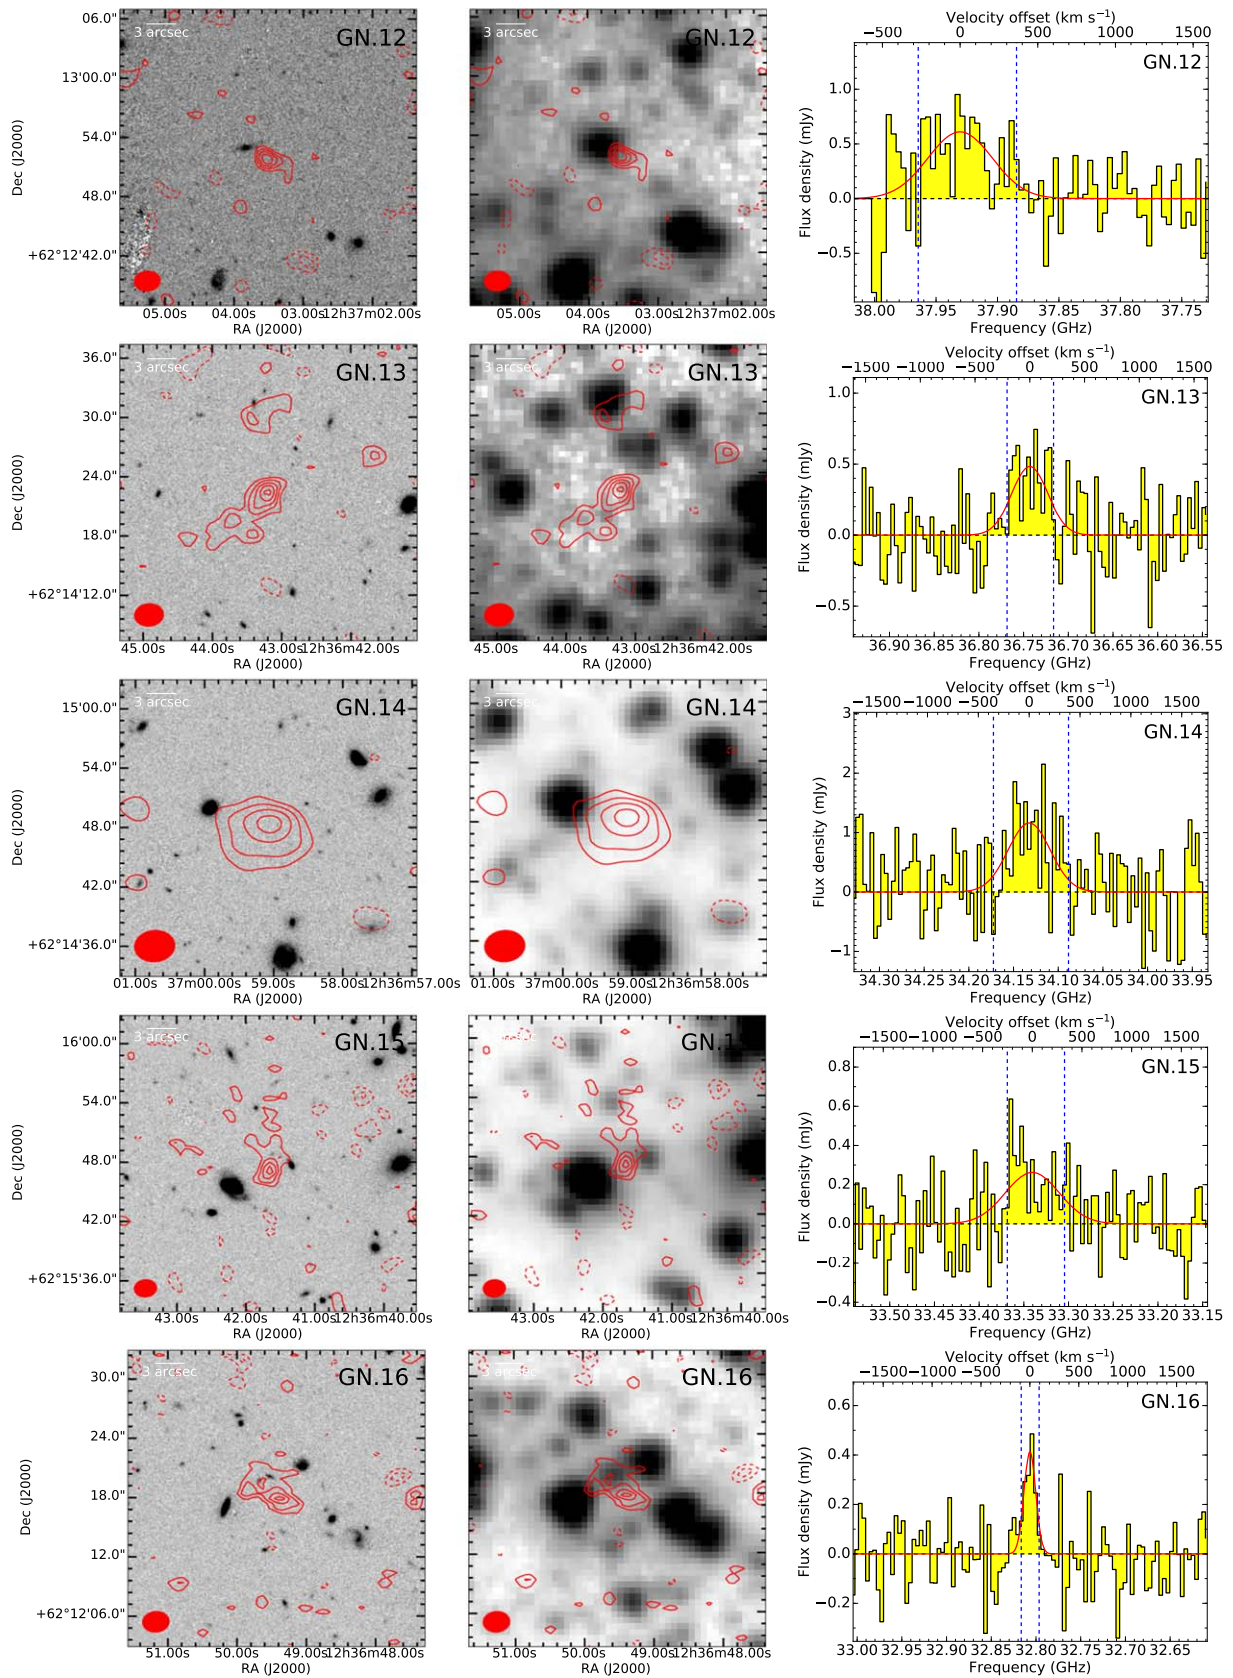 06.0"
13'00.0"
54.0"
48.0"
+62°12'42.0"
Dec (J2000)
3 arcsec
GN.12
05.00s 04.00s 03.00s 12h37m02.00s
RA (J2000)
3 arcsec
GN.12
05.00s 04.00s 03.00s 12h37m02.00s
RA (J2000)
Velocity offset (km s⁻¹)
−500 0 500 1000 1500
GN.12
1.0
0.5
0.0
−0.5
Flux density (mJy)
38.00 37.95 37.90 37.85 37.80 37.75
Frequency (GHz)
36.0"
30.0"
24.0"
18.0"
+62°14'12.0"
Dec (J2000)
3 arcsec
GN.13
45.00s 44.00s 43.00s 12h36m42.00s
RA (J2000)
3 arcsec
GN.13
45.00s 44.00s 43.00s 12h36m42.00s
RA (J2000)
Velocity offset (km s⁻¹)
−1500 −1000 −500 0 500 1000 1500
GN.13
1.0
0.5
0.0
−0.5
Flux density (mJy)
36.90 36.85 36.80 36.75 36.70 36.65 36.60 36.55
Frequency (GHz)
15'00.0"
54.0"
48.0"
42.0"
+62°14'36.0"
Dec (J2000)
3 arcsec
GN.14
01.00s 37m00.00s 59.00s 58.00s 12h36m57.00s
RA (J2000)
3 arcsec
GN.14
01.00s 37m00.00s 59.00s 12h36m58.00s
RA (J2000)
Velocity offset (km s⁻¹)
−1500 −1000 −500 0 500 1000 1500
GN.14
3
2
1
0
−1
Flux density (mJy)
34.30 34.25 34.20 34.15 34.10 34.05 34.00 33.95
Frequency (GHz)
16'00.0"
54.0"
48.0"
42.0"
+62°15'36.0"
Dec (J2000)
3 arcsec
GN.15
43.00s 42.00s 41.00s 12h36m40.00s
RA (J2000)
GN.1
43.00s 42.00s 41.00s 12h36m40.00s
RA (J2000)
Velocity offset (km s⁻¹)
−1500 −1000 −500 0 500 1000 1500
GN.15
0.8
0.6
0.4
0.2
0.0
−0.2
−0.4
Flux density (mJy)
33.50 33.45 33.40 33.35 33.30 33.25 33.20 33.15
Frequency (GHz)
30.0"
24.0"
18.0"
12.0"
+62°12'06.0"
Dec (J2000)
3 arcsec
GN.16
51.00s 50.00s 49.00s 12h36m48.00s
RA (J2000)
3 arcsec
GN.16
51.00s 50.00s 49.00s 12h36m48.00s
RA (J2000)
Velocity offset (km s⁻¹)
−1500 −1000 −500 0 500 1000 1500
GN.16
0.6
0.4
0.2
0.0
−0.2
Flux density (mJy)
33.00 32.95 32.90 32.85 32.80 32.75 32.70 32.65
Frequency (GHz)